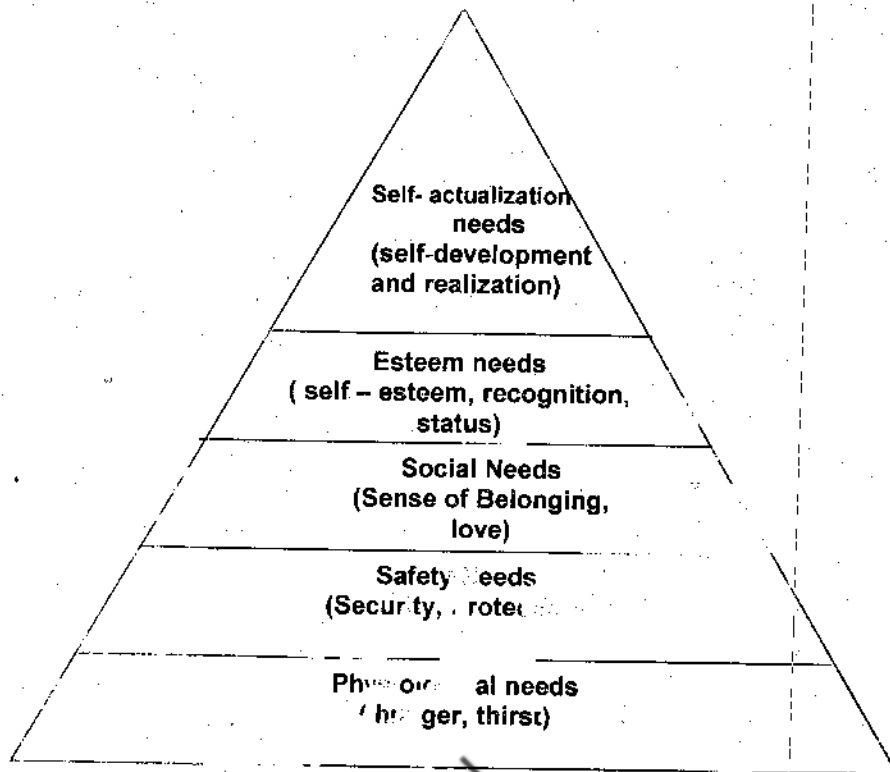 Self- actualization
needs
(self-development
and realization)
Esteem needs
( self – esteem, recognition,
status)
Social Needs
(Sense of Belonging,
love)
Safety
(Security,
needs
thirst)